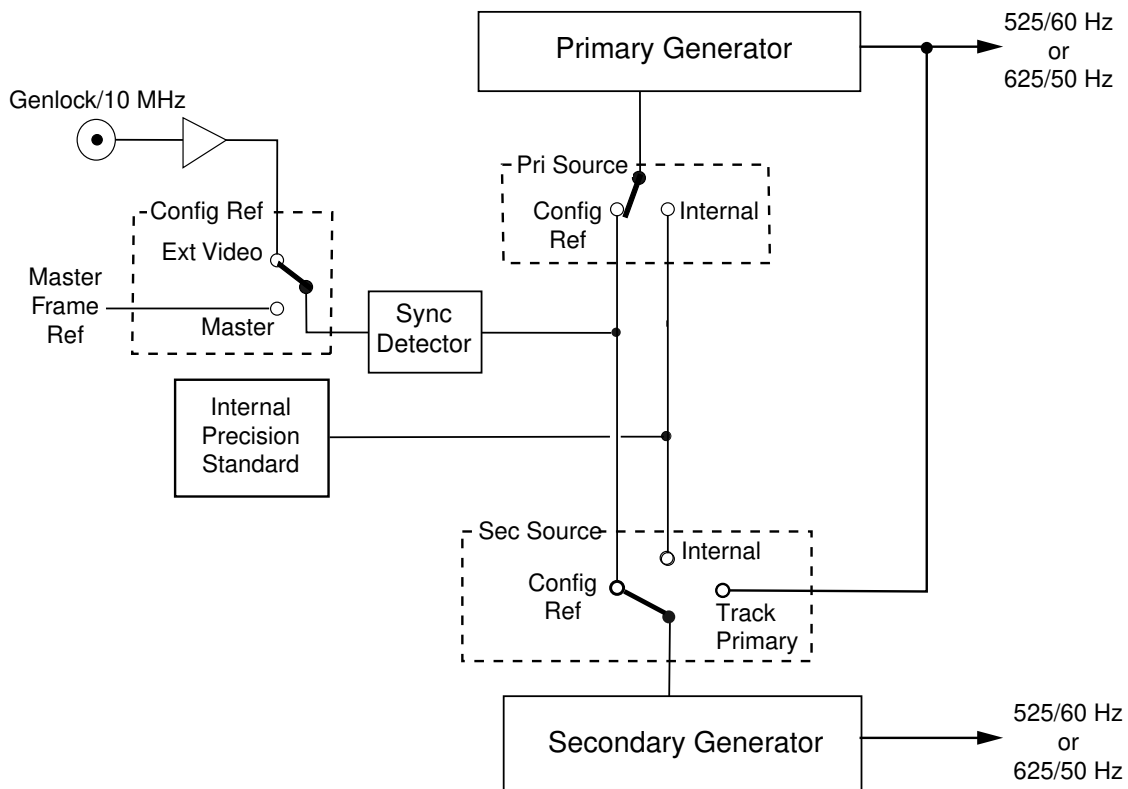 Primary Generator
525/60 Hz
or
625/50 Hz
Genlock/10 MHz
Pri Source
Config
Ref
Internal
Config Ref
Ext Video
Master
Frame
Ref
Master
Sync
Detector
Internal
Precision
Standard
Sec Source
Internal
Config
Ref
Track
Primary
Secondary Generator
525/60 Hz
or
625/50 Hz